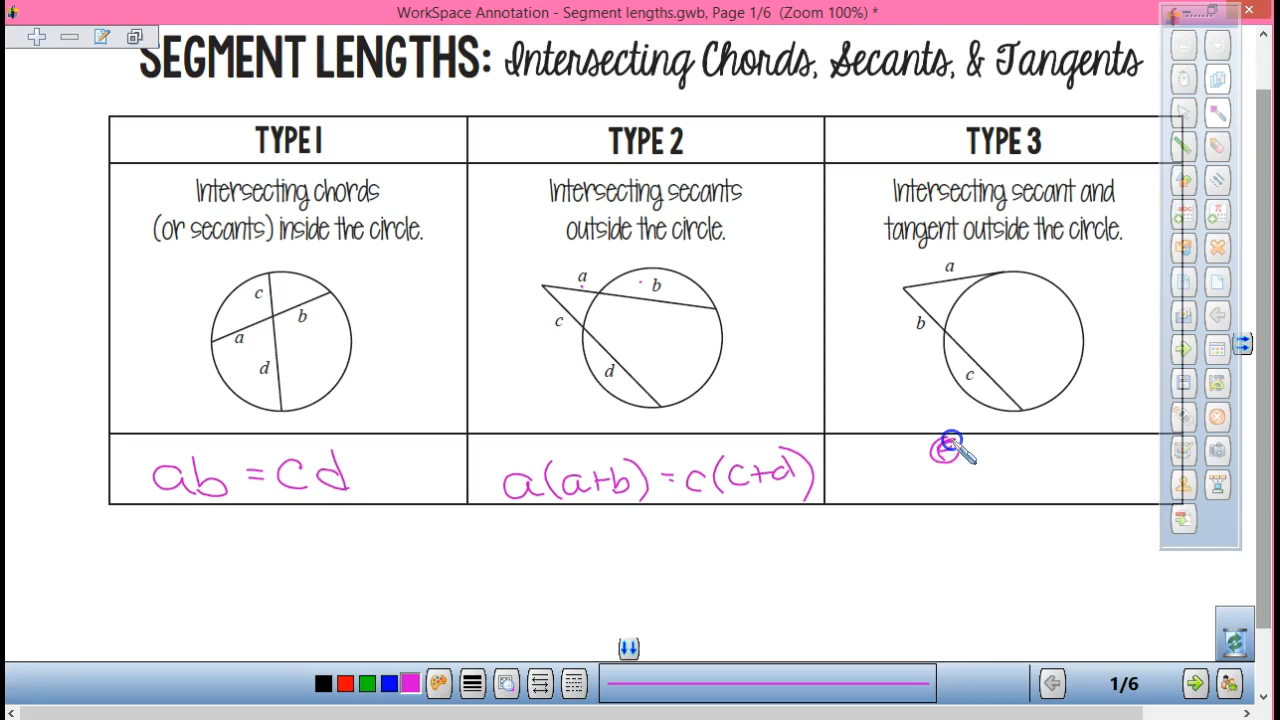 WorkSpace Annotation - Segment lengths.gwb, Page 1/6 (Zoom 100%) *
SEGMENT LENGTHS: Intersecting Chords, Secants, & Tangents
TYPE 1
TYPE 2
TYPE 3
Intersecting chords
(or secants) inside the circle.
Intersecting secants
outside the circle.
Intersecting secant and
tangent outside the circle.
c
b
a
d
a
b
c
d
a
b
c
ab = cd
a(a+b) = c(c+d)
1/6